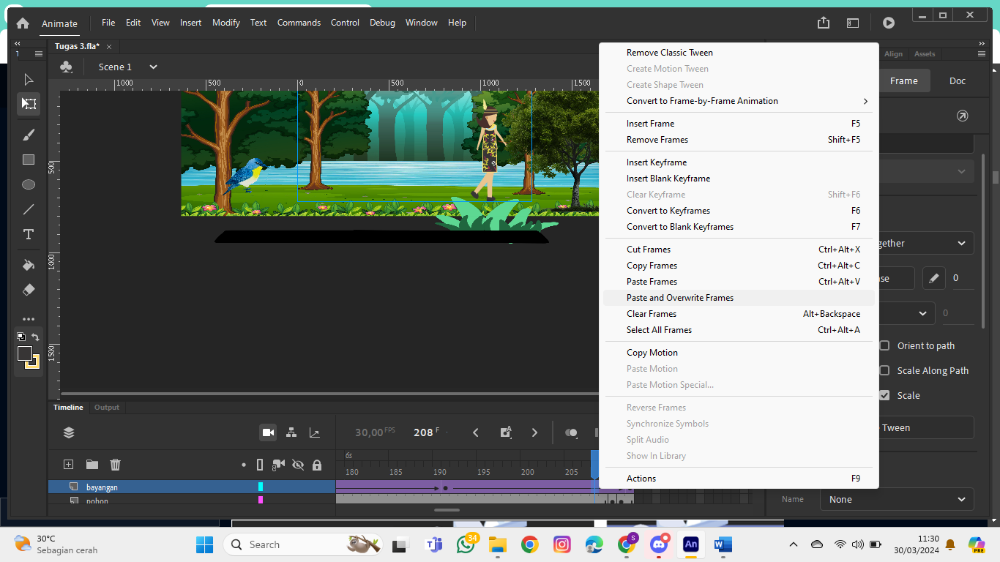 Animate
File Edit View Insert Modify Text Commands Control Debug Window Help
1
Tugas 3.fla*
Align Assets
Scene 1
Frame Doc
1000 500 0 500 1000 1500
500
1000
1500
Remove Classic Tween
Create Motion Tween
Create Shape Tween
Convert to Frame-by-Frame Animation
Insert Frame F5
Remove Frames Shift+F5
Insert Keyframe
Insert Blank Keyframe
Clear Keyframe Shift+F6
Convert to Keyframes F6
Convert to Blank Keyframes F7
Cut Frames Ctrl+Alt+X
Copy Frames Ctrl+Alt+C
Paste Frames Ctrl+Alt+V
Paste and Overwrite Frames
Clear Frames Alt+Backspace
Select All Frames Ctrl+Alt+A
Copy Motion
Paste Motion
Paste Motion Special...
Reverse Frames
Synchronize Symbols
Split Audio
Show In Library
Actions F9
gether
se 0
0
Orient to path
Scale Along Path
Scale
Tween
Name None
Timeline Output
30,00 FPS 208 F
6s
180 185 190 195 200 205
bayangan
pohon
30°C
Sebagian cerah
Search
34
S
An
W
PRE
11:30
30/03/2024